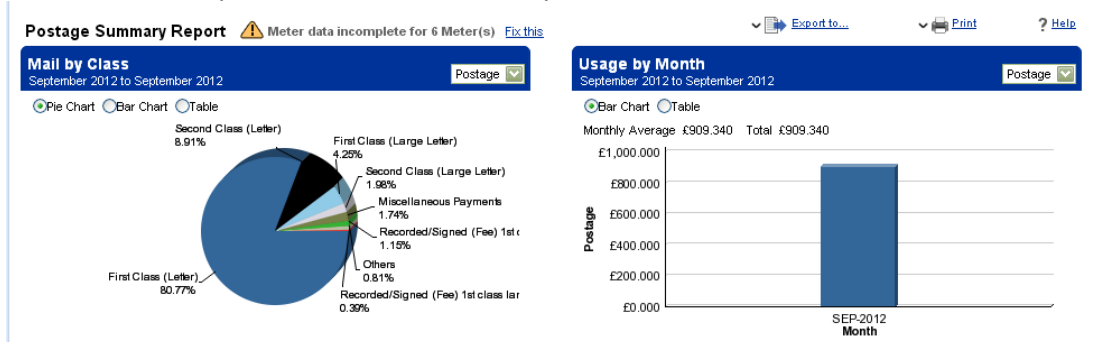 Postage Summary Report
Meter data incomplete for 6 Meter(s) Fix this
Export to...
Print
? Help
Mail by Class
September 2012 to September 2012
Postage
Pie Chart Bar Chart Table
Second Class (Letter)
8.91%
First Class (Large Letter)
4.25%
Second Class (Large Letter)
1.98%
Miscellaneous Payments
1.74%
Recorded/Signed (Fee) 1st c
1.15%
Others
0.81%
Recorded/Signed (Fee) 1st class lar
0.39%
First Class (Letter)
80.77%
Usage by Month
September 2012 to September 2012
Postage
Bar Chart Table
Monthly Average £909.340 Total £909.340
£1,000.000
£800.000
£600.000
£400.000
£200.000
£0.000
Postage
SEP-2012
Month